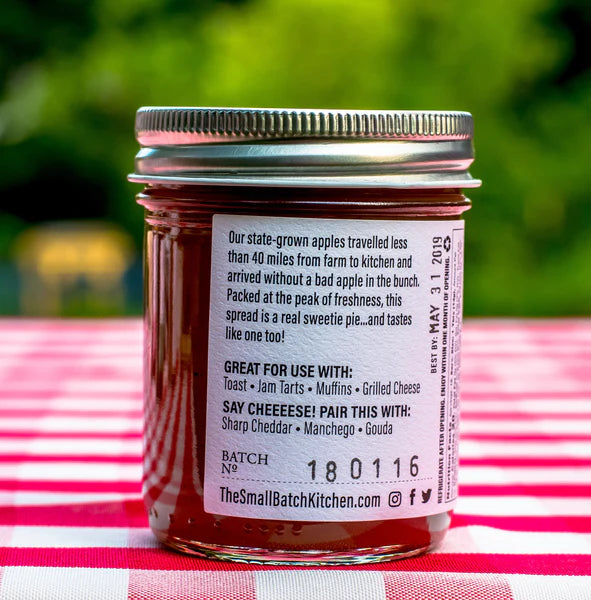 Our state-grown apples travelled less
than 40 miles from farm to kitchen and
arrived without a bad apple in the bunch.
Packed at the peak of freshness, this
spread is a real sweetie pie...and tastes
like one too!
GREAT FOR USE WITH:
Toast • Jam Tarts • Muffins • Grilled Cheese
SAY CHEEEESE! PAIR THIS WITH:
Sharp Cheddar • Manchego • Gouda
BATCH
Nº
180116
TheSmallBatchKitchen.com
BEST BY: MAY 31 2019
REFRIGERATE AFTER OPENING. ENJOY WITHIN ONE MONTH OF OPENING.
Nutrition Facts